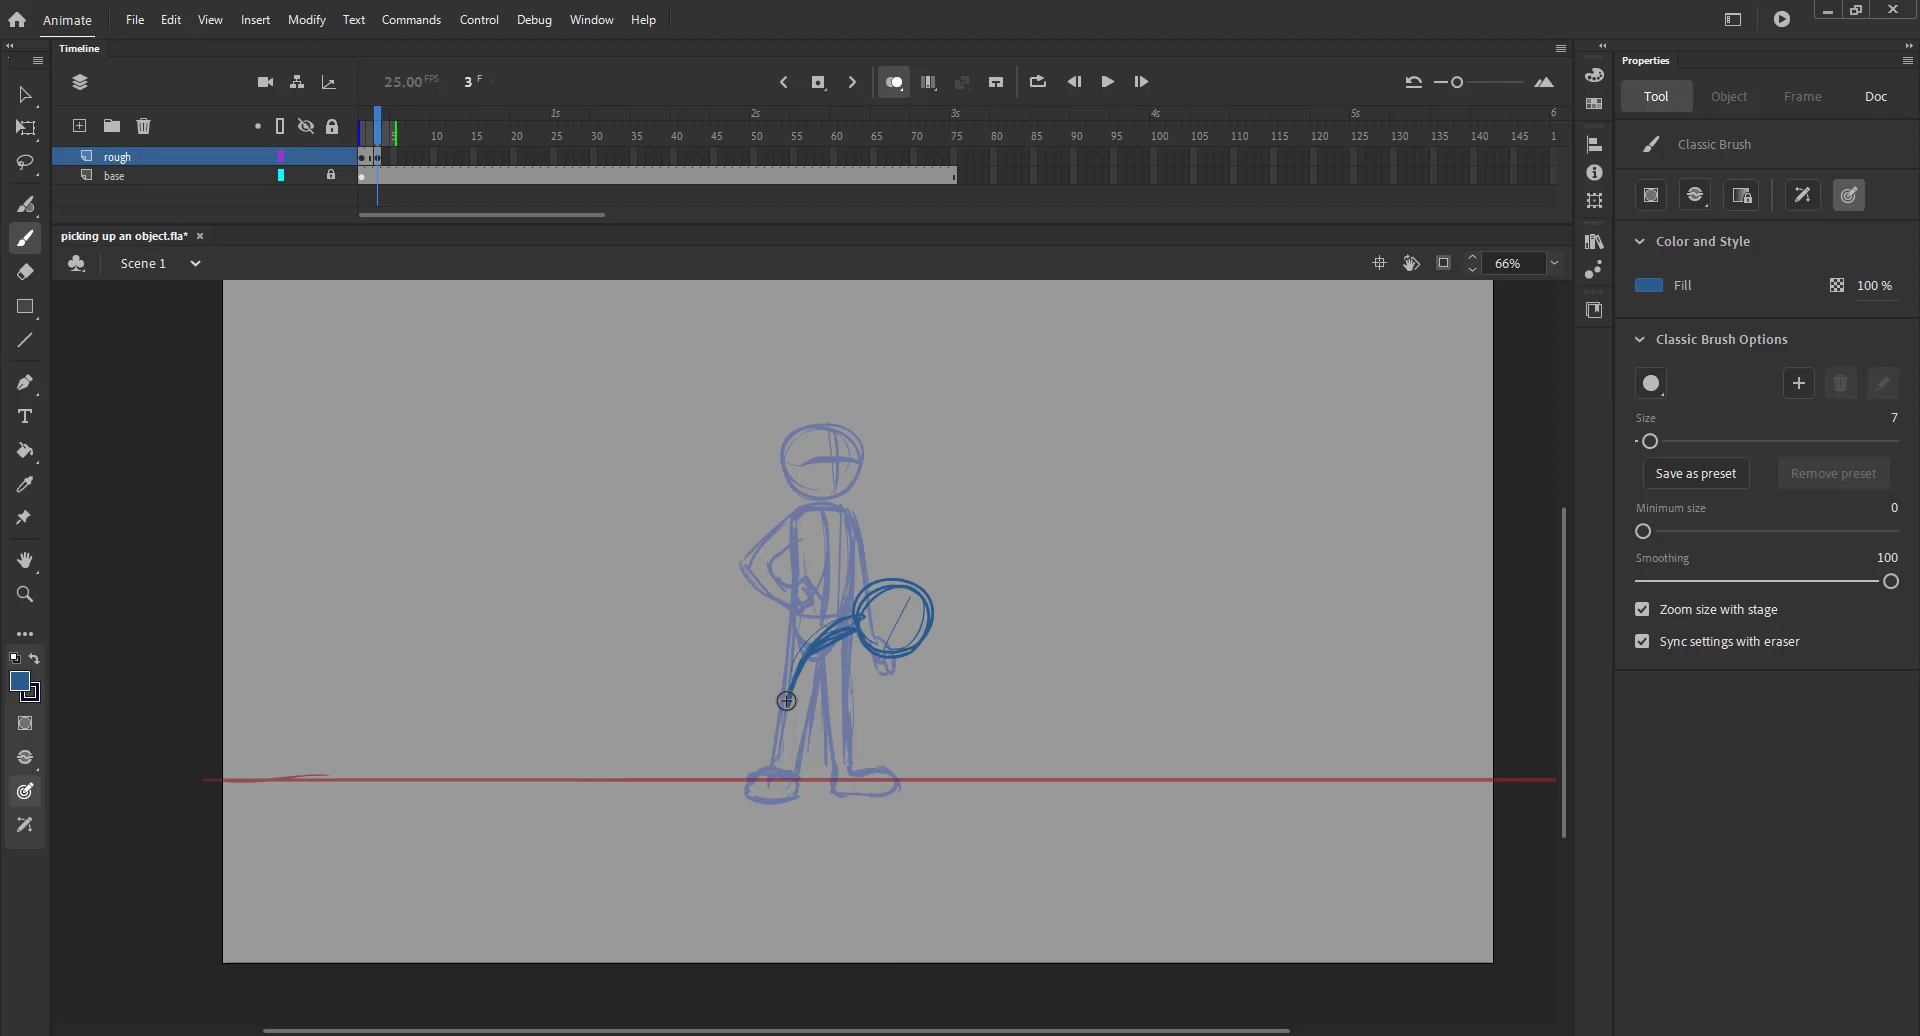 Animate File Edit View Insert Modify Text Commands Control Debug Window Help
Timeline
Properties
25.00 FPS 3 F
Tool Object Frame Doc
1s 2s 3s 4s 5s 6
5 10 15 20 25 30 35 40 45 50 55 60 65 70 75 80 85 90 95 100 105 110 115 120 125 130 135 140 145 1
rough
base
Classic Brush
picking up an object.fla*
Scene 1
66%
Color and Style
Fill 100 %
Classic Brush Options
Size 7
Save as preset Remove preset
Minimum size 0
Smoothing 100
Zoom size with stage
Sync settings with eraser